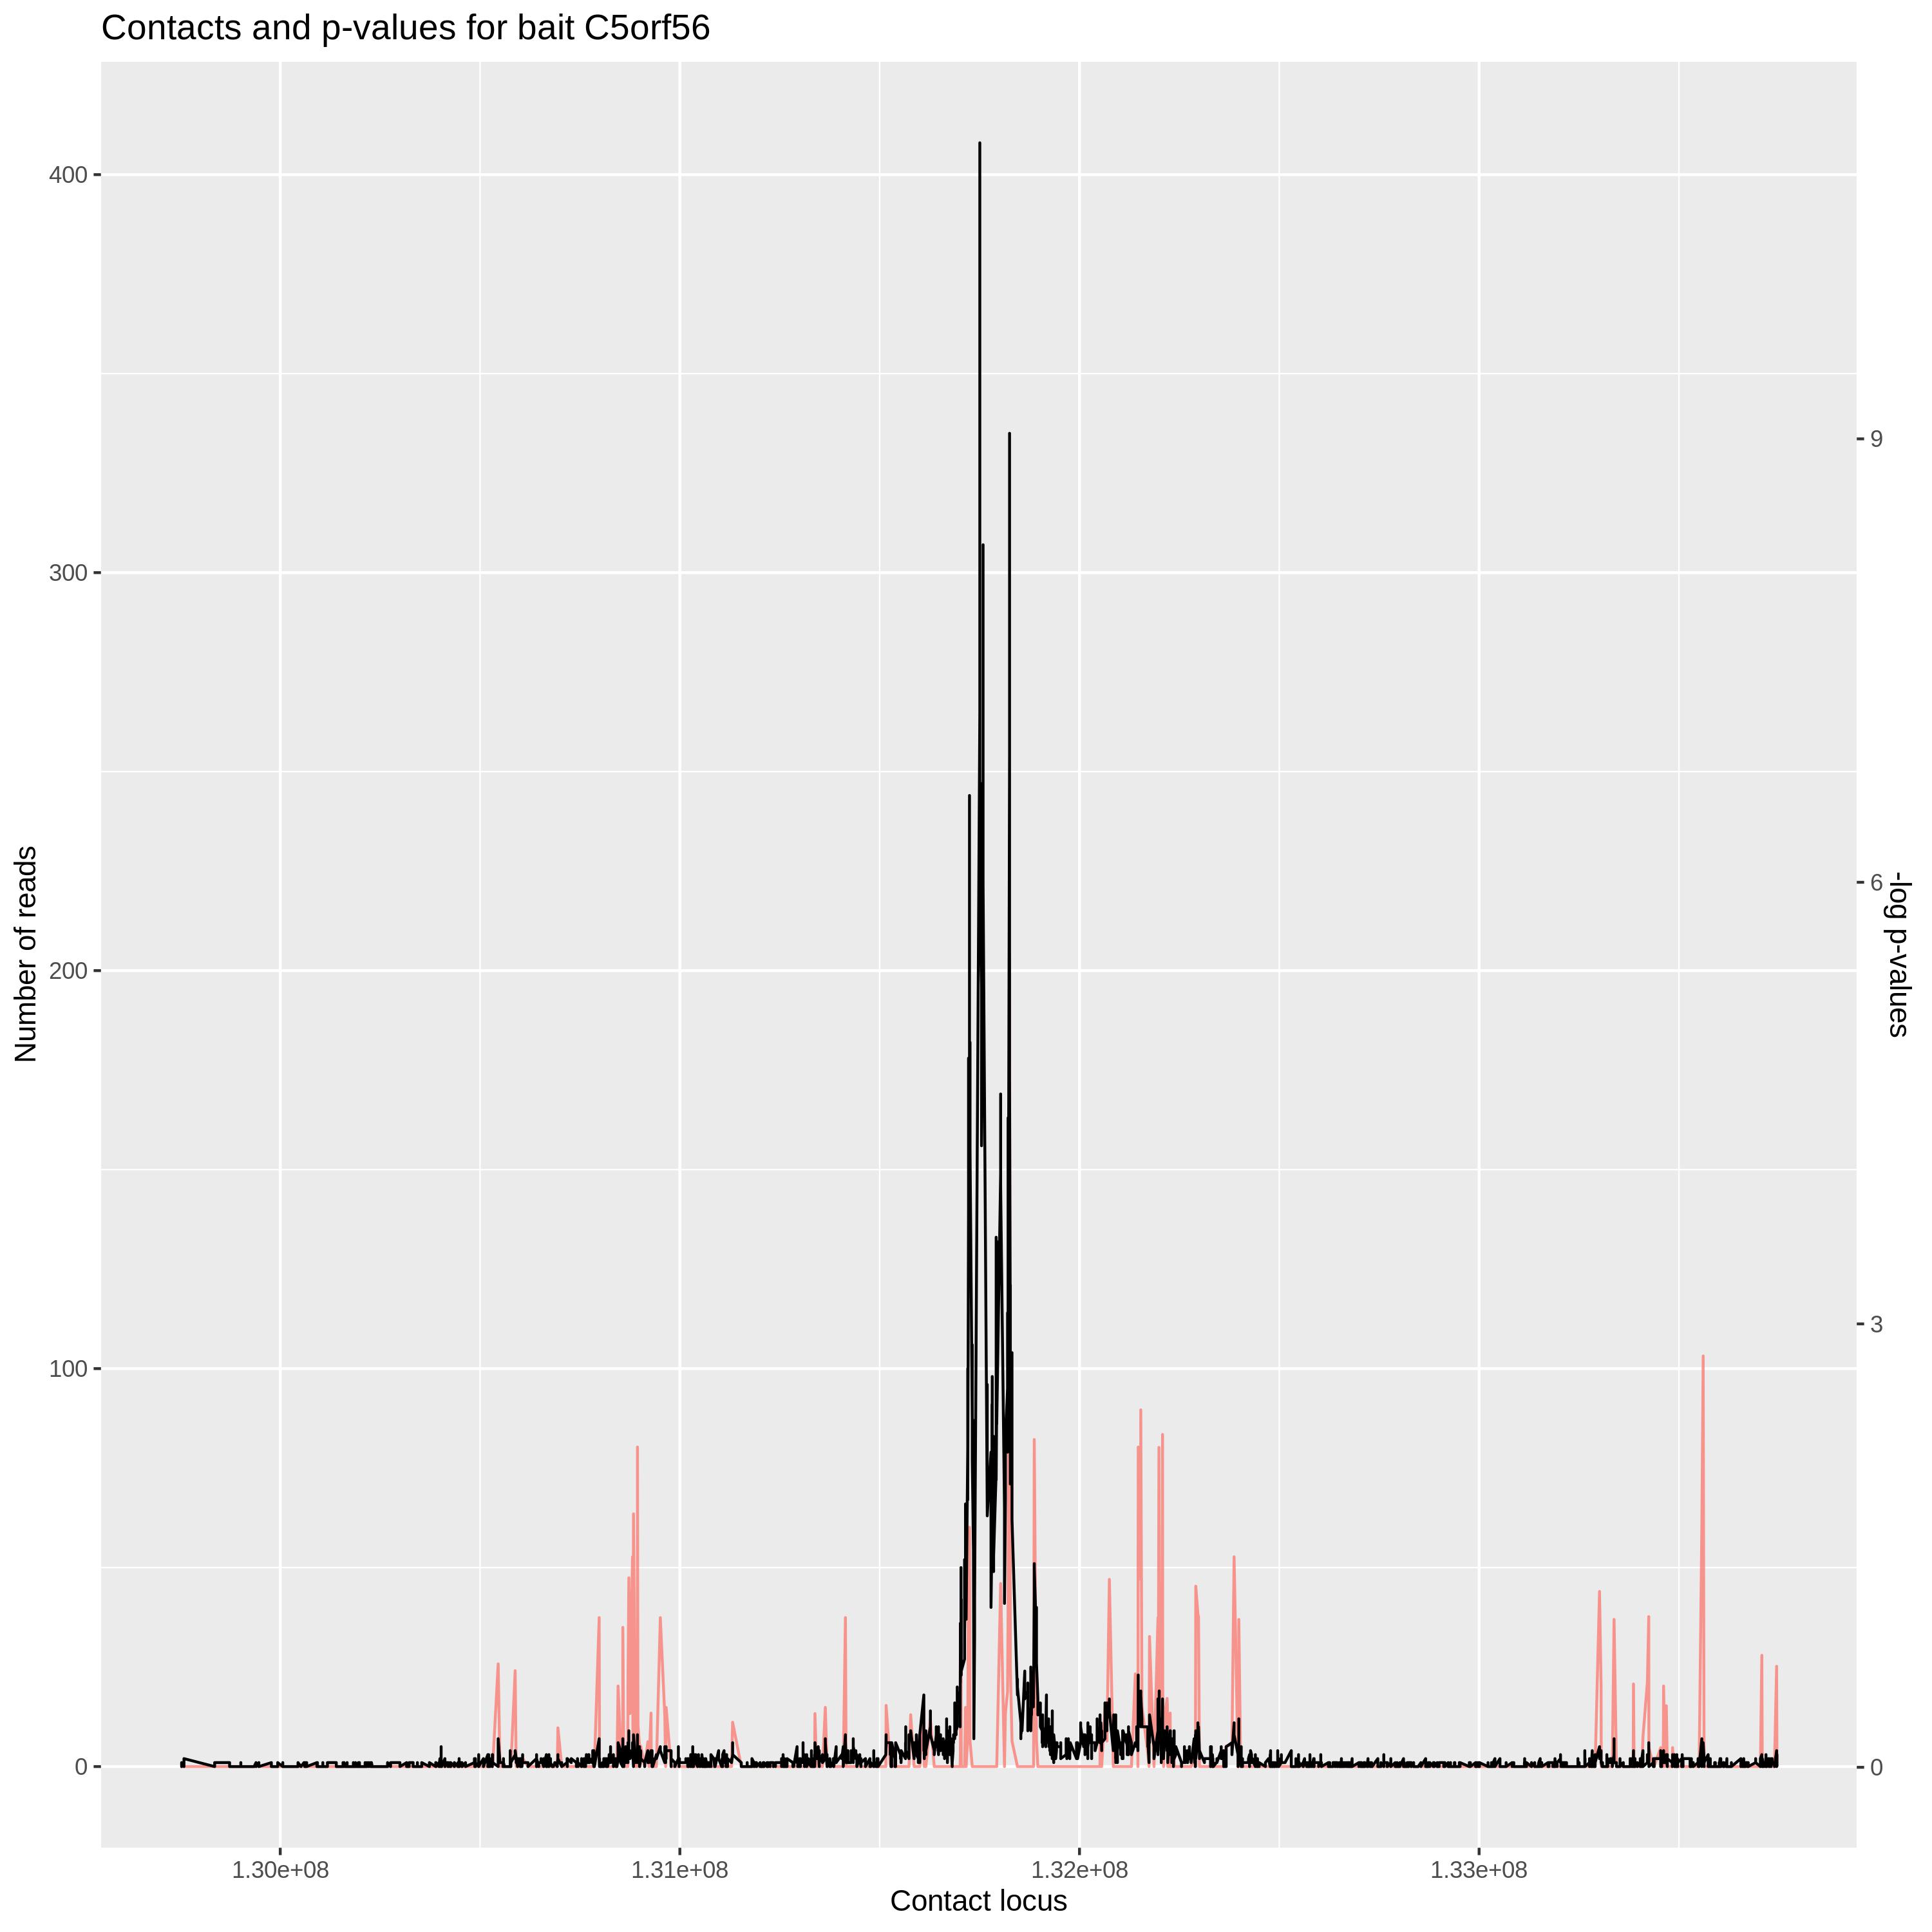 Contacts and p-values for bait C5orf56
400
300
200
100
0
Number of reads
9
6
3
0
-log p-values
1.30e+08
1.31e+08
1.32e+08
1.33e+08
Contact locus